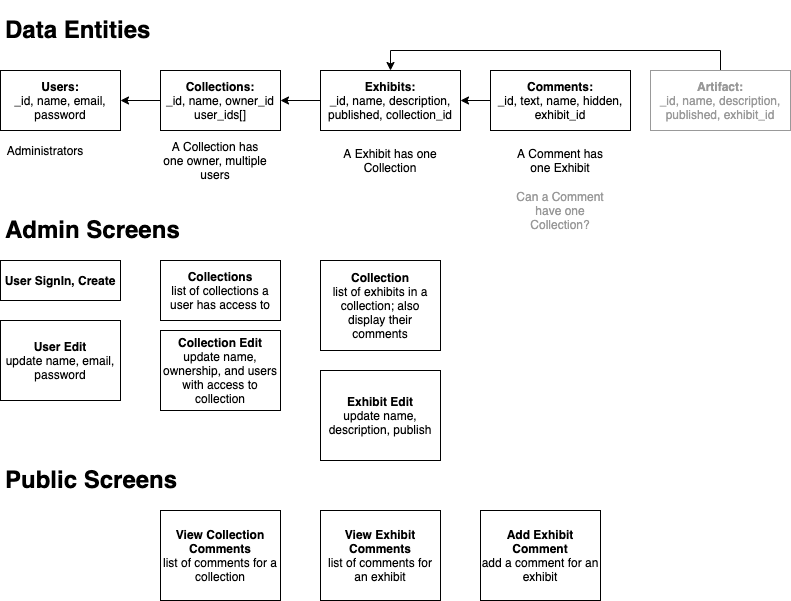 Data Entities
Users:
_id, name, email,
password
Collections:
_id, name, owner_id
user_ids[]
Exhibits:
_id, name, description,
published, collection_id
Comments:
_id, text, name, hidden,
exhibit_id
Artifact:
_id, name, description,
published, exhibit_id
Administrators
A Collection has
one owner, multiple
users
A Exhibit has one
Collection
A Comment has
one Exhibit
Can a Comment
have one
Collection?
Admin Screens
User SignIn, Create
Collections
list of collections a
user has access to
Collection
list of exhibits in a
collection; also
display their
comments
User Edit
update name, email,
password
Collection Edit
update name,
ownership, and users
with access to
collection
Exhibit Edit
update name,
description, publish
Public Screens
View Collection
Comments
list of comments for a
collection
View Exhibit
Comments
list of comments for
an exhibit
Add Exhibit
Comment
add a comment for an
exhibit